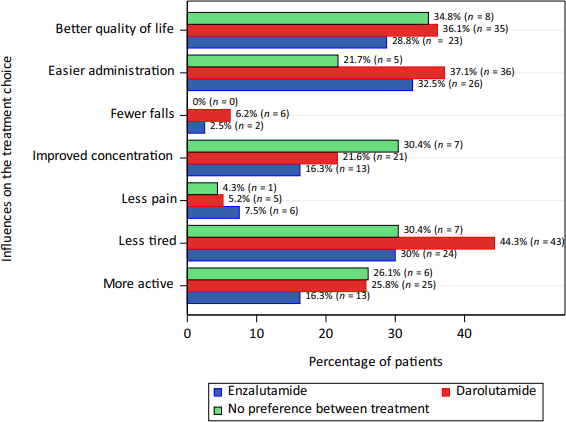 Influences on the treatment choice
Better quality of life
34.8% (n = 8)
36.1% (n = 35)
28.8% (n = 23)
Easier administration
21.7% (n = 5)
37.1% (n = 36)
32.5% (n = 26)
Fewer falls
0% (n = 0)
6.2% (n = 6)
2.5% (n = 2)
Improved concentration
30.4% (n = 7)
21.6% (n = 21)
16.3% (n = 13)
Less pain
4.3% (n = 1)
5.2% (n = 5)
7.5% (n = 6)
Less tired
30.4% (n = 7)
44.3% (n = 43)
30% (n = 24)
More active
26.1% (n = 6)
25.8% (n = 25)
16.3% (n = 13)
0 10 20 30 40
Percentage of patients
Enzalutamide Darolutamide
No preference between treatment